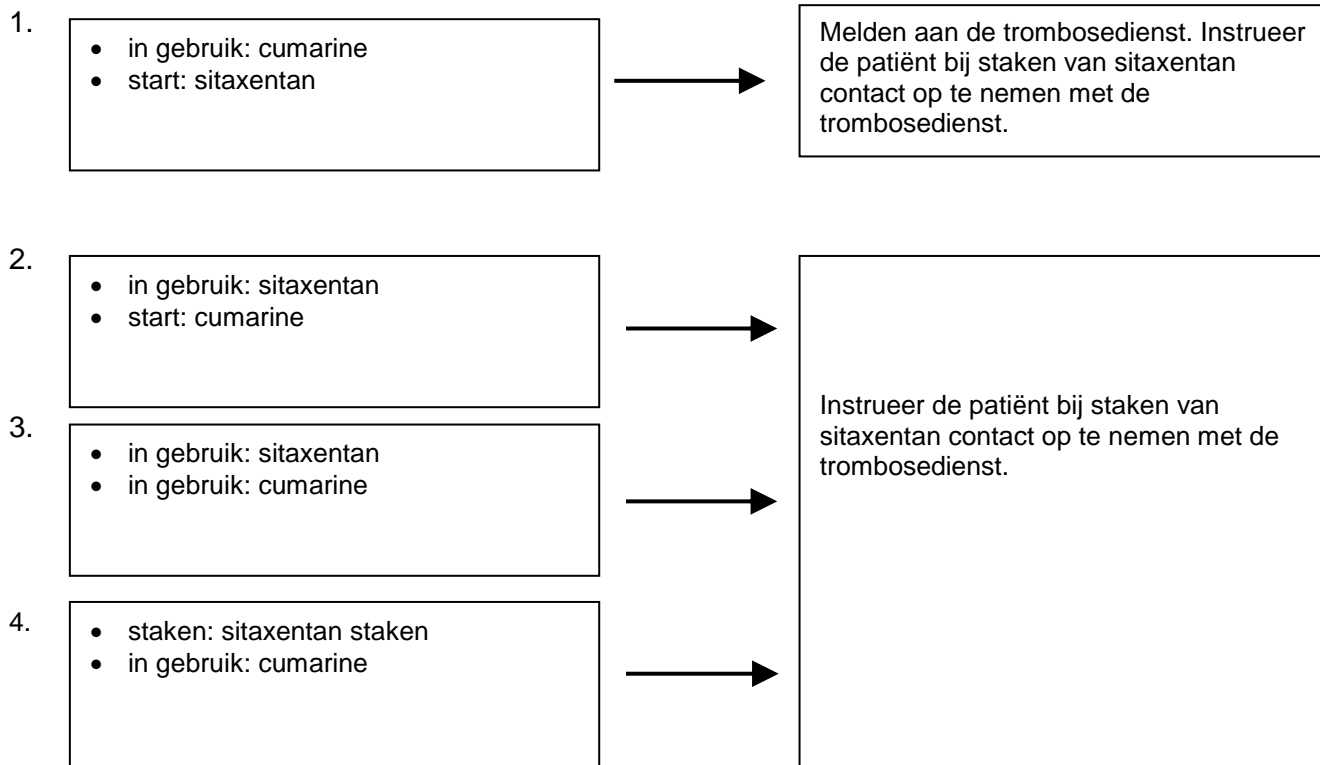 1.
• in gebruik: cumarine
• start: sitaxentan
Melden aan de trombosedienst. Instrueer
de patiënt bij staken van sitaxentan
contact op te nemen met de
trombosedienst.
2.
• in gebruik: sitaxentan
• start: cumarine
3.
• in gebruik: sitaxentan
• in gebruik: cumarine
Instrueer de patiënt bij staken van
sitaxentan contact op te nemen met de
trombosedienst.
4.
• staken: sitaxentan staken
• in gebruik: cumarine